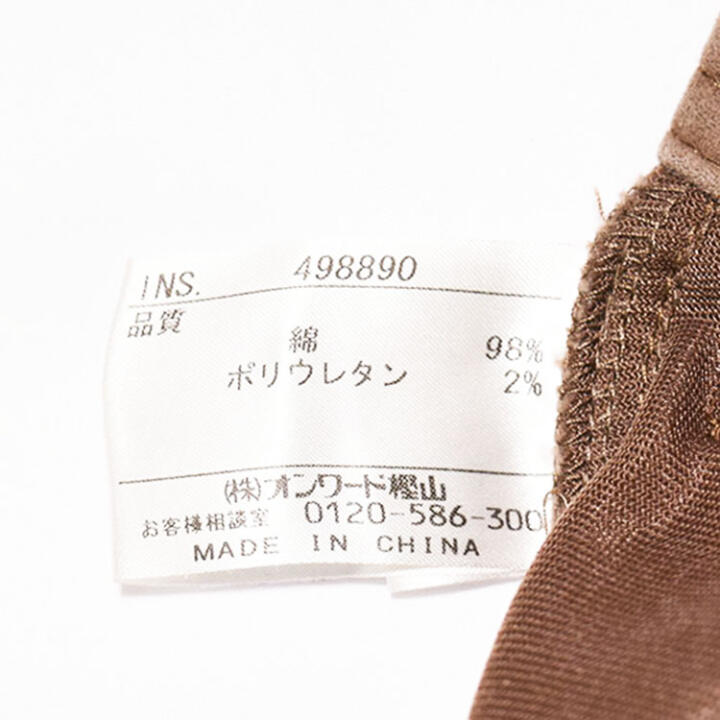 INS. 498890
品質
綿 98%
ポリウレタン 2%
(株)オンワード樫山
お客様相談室 0120-586-300
MADE IN CHINA